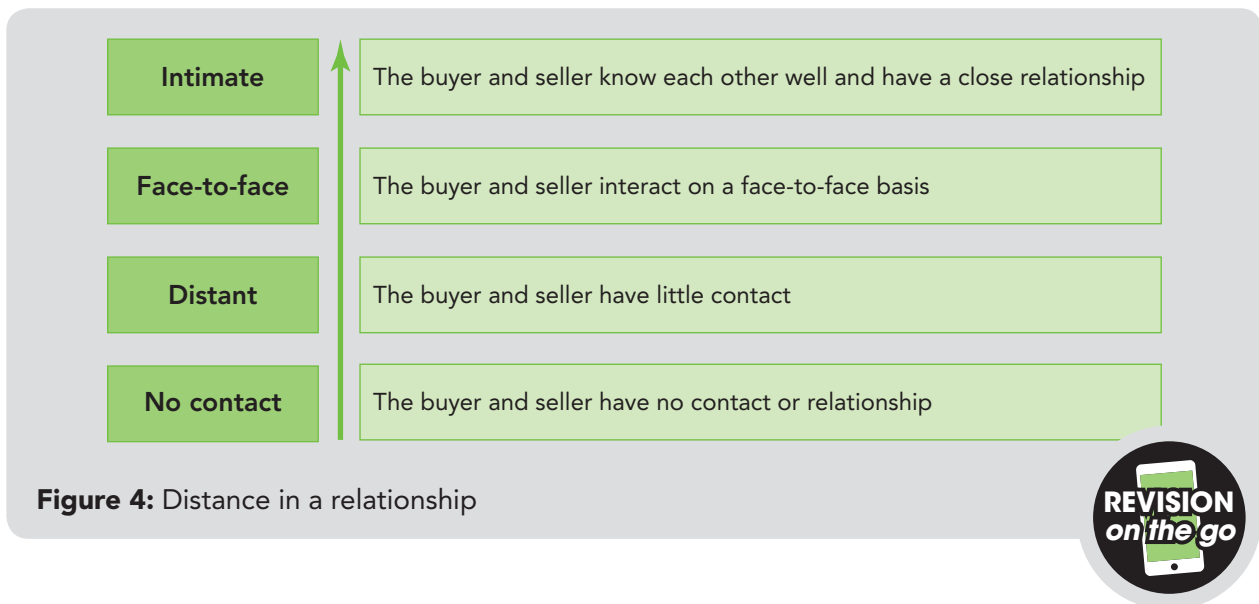 Intimate
The buyer and seller know each other well and have a close relationship
Face-to-face
The buyer and seller interact on a face-to-face basis
Distant
The buyer and seller have little contact
No contact
The buyer and seller have no contact or relationship
Figure 4: Distance in a relationship
REVISION
on the go